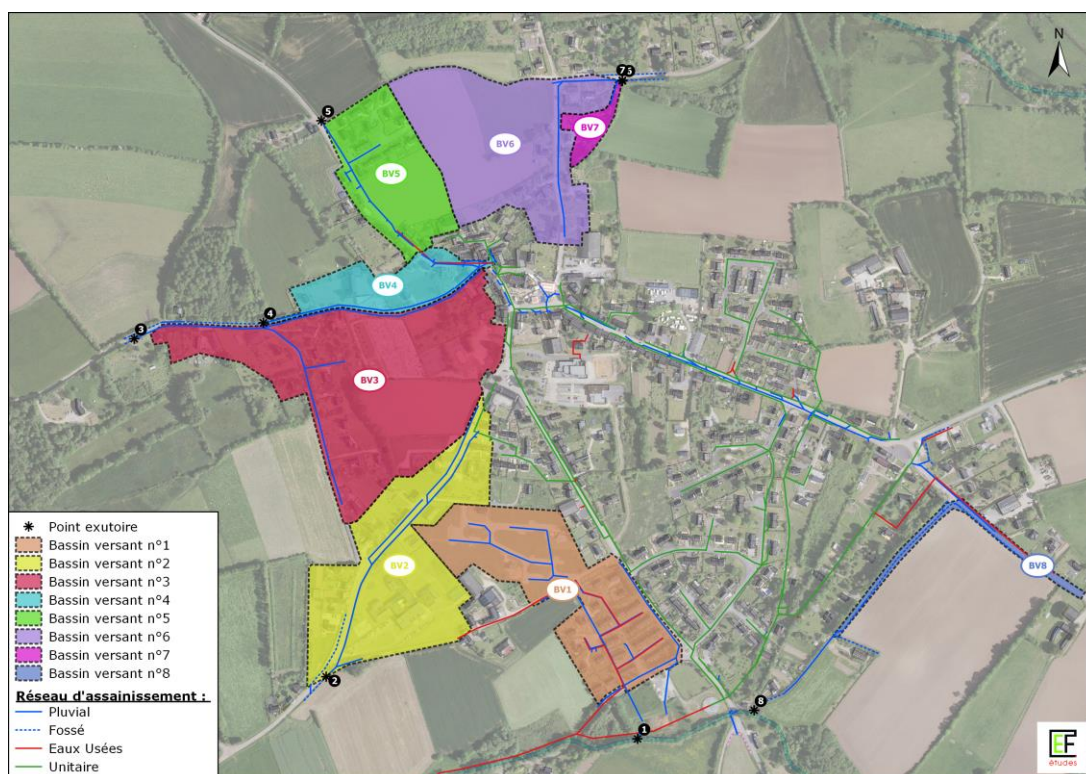 N
5
7
6
BV7
BV6
BV5
BV4
4
3
BV3
BV2
BV1
BV8
2
8
1
Point exutoire
Bassin versant n°1
Bassin versant n°2
Bassin versant n°3
Bassin versant n°4
Bassin versant n°5
Bassin versant n°6
Bassin versant n°7
Bassin versant n°8
Réseau d'assainissement :
Pluvial
Fossé
Eaux Usées
Unitaire
CEF
études